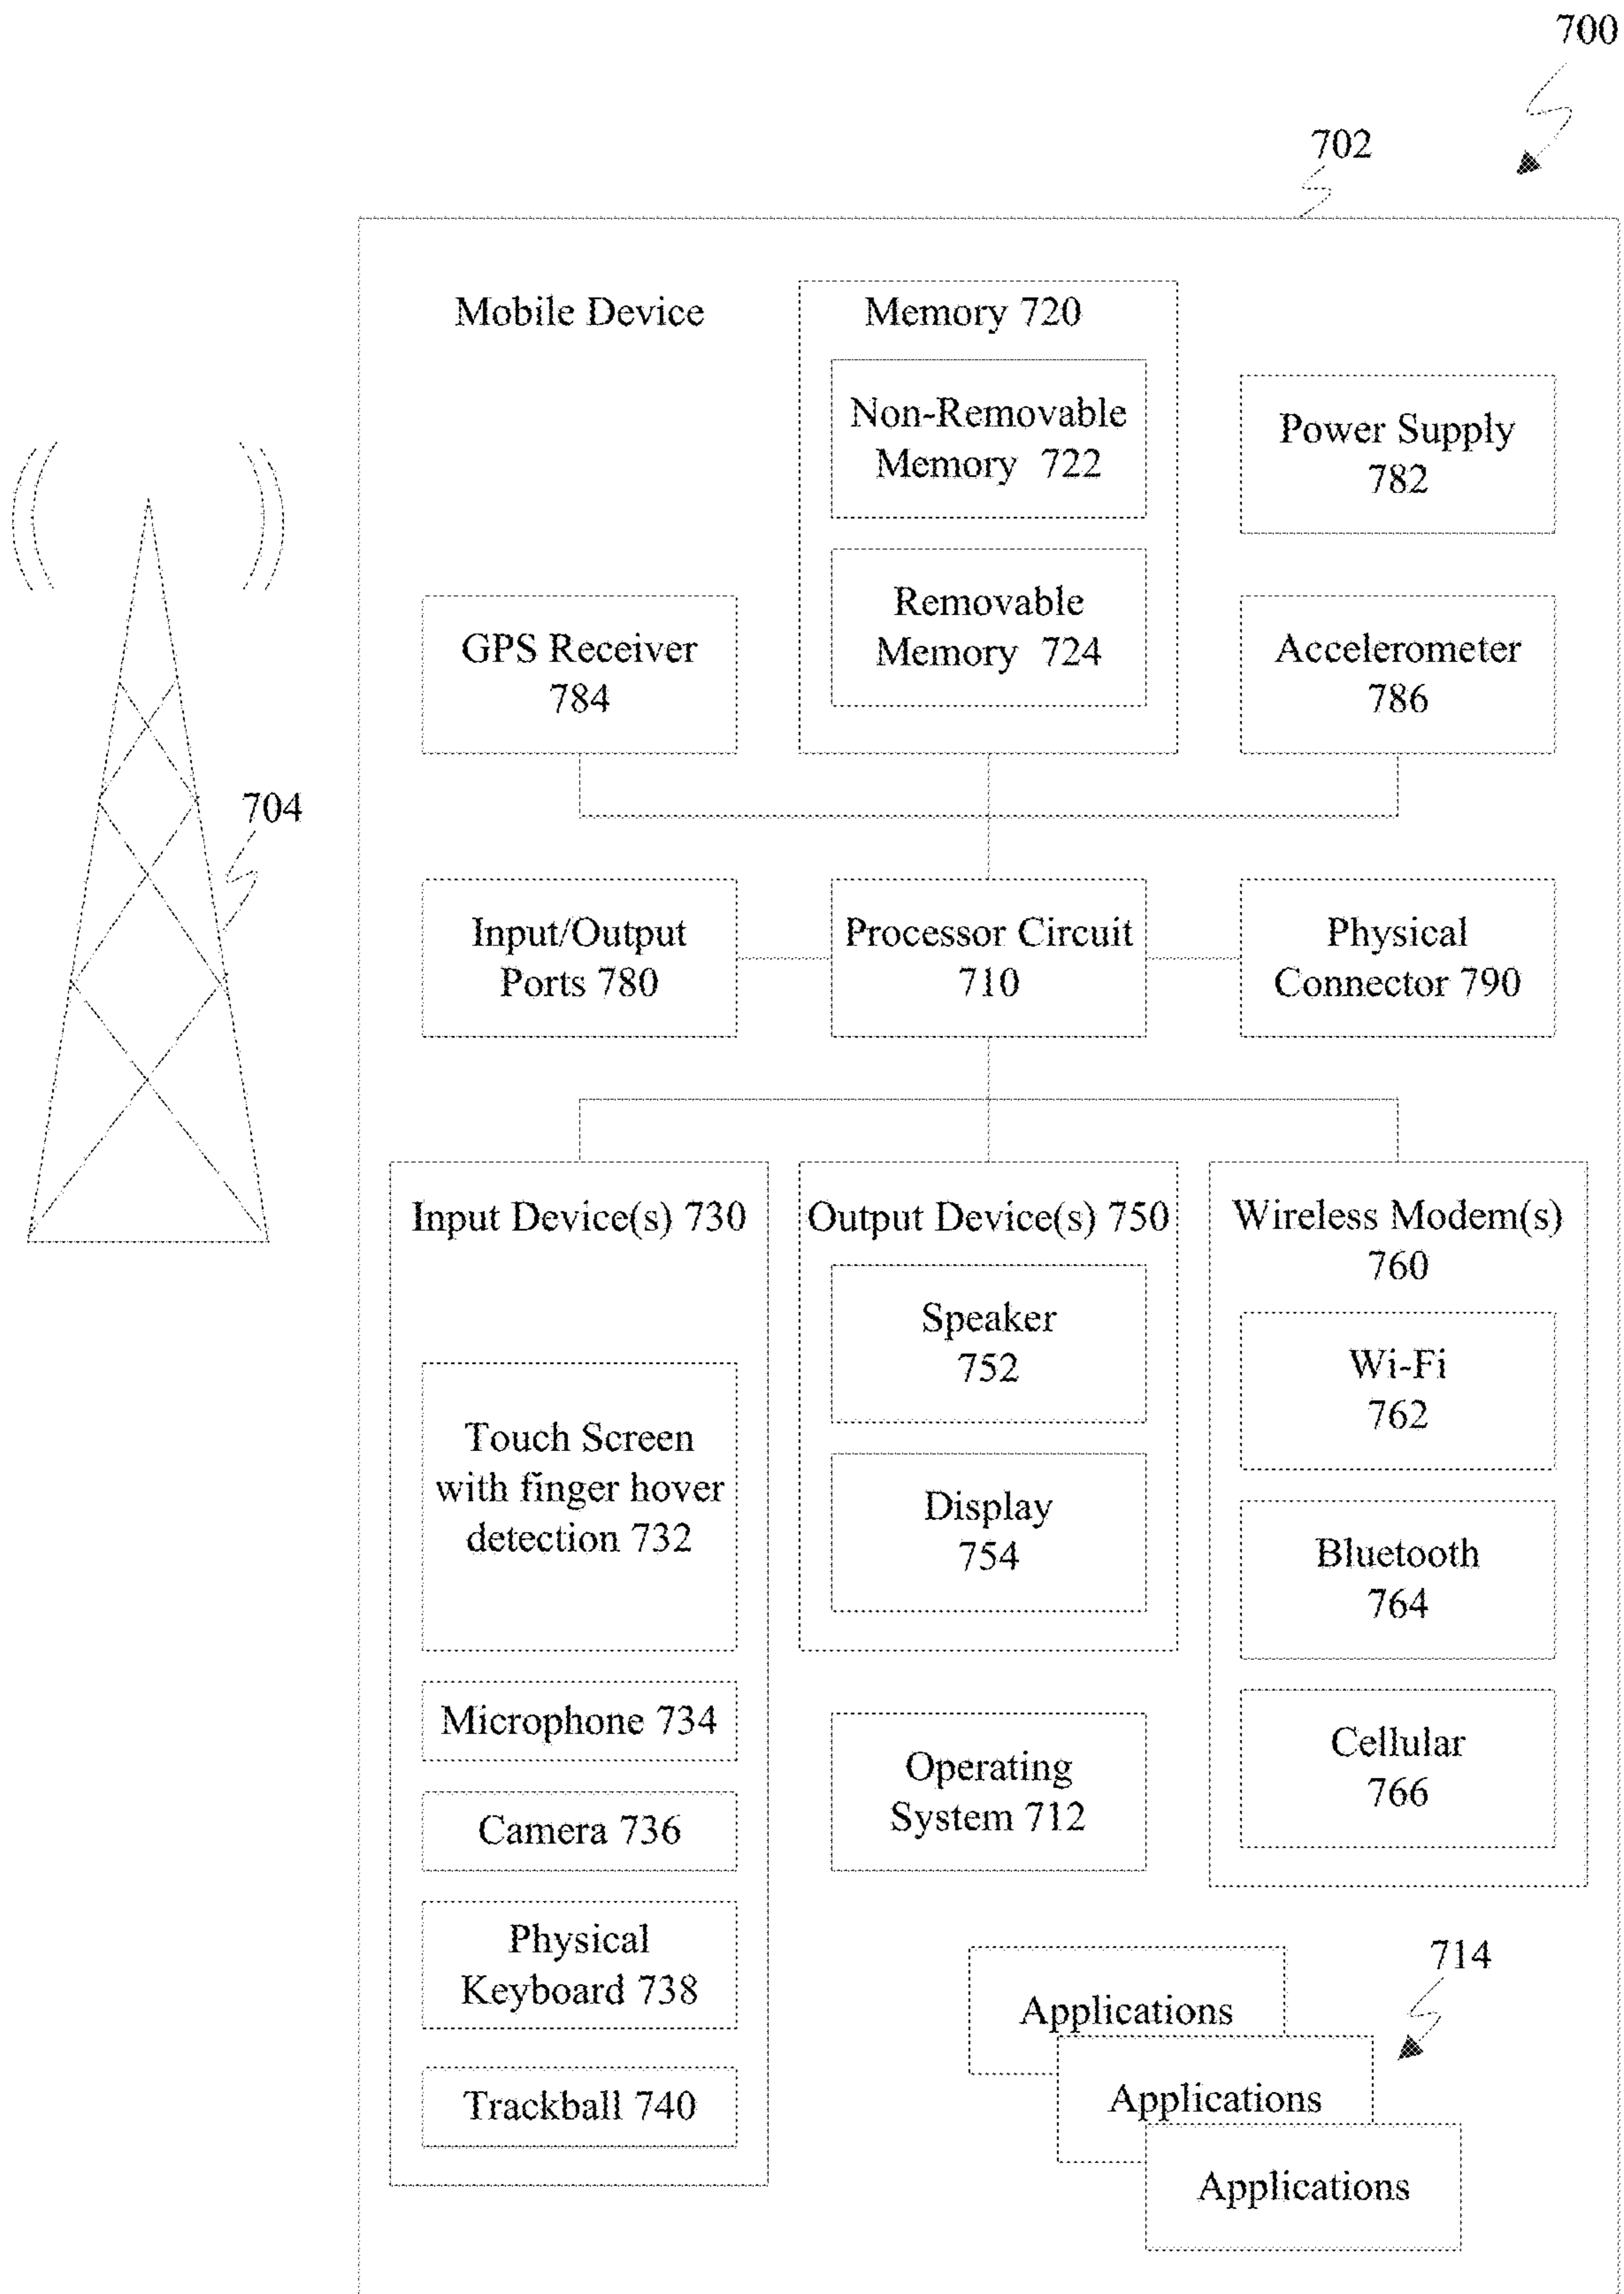 700
702
Mobile Device
Memory 720
Non-Removable
Memory 722
Power Supply
782
Removable
Memory 724
GPS Receiver
784
Accelerometer
786
704
Input/Output
Ports 780
Processor Circuit
710
Physical
Connector 790
Input Device(s) 730
Output Device(s) 750
Wireless Modem(s)
760
Touch Screen
with finger hover
detection 732
Microphone 734
Camera 736
Physical
Keyboard 738
Trackball 740
Speaker
752
Display
754
Operating
System 712
Wi-Fi
762
Bluetooth
764
Cellular
766
714
Applications
Applications
Applications